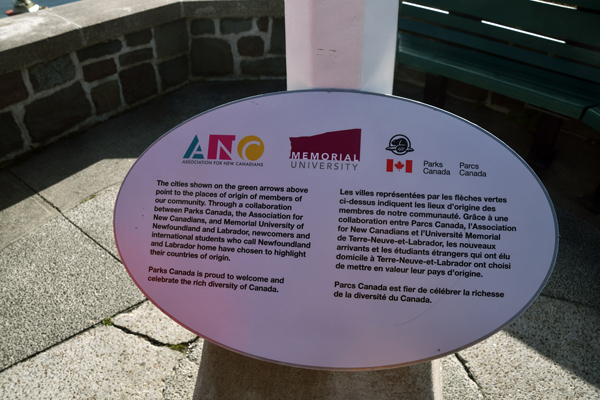 ANC
ASSOCIATION FOR NEW CANADIANS
MEMORIAL
UNIVERSITY
Parks
Canada
Parcs
Canada
The cities shown on the green arrows above
point to the places of origin of members of
our community. Through a collaboration
between Parks Canada, the Association for
New Canadians, and Memorial University of
Newfoundland and Labrador, newcomers and
international students who call Newfoundland
and Labrador home have chosen to highlight
their countries of origin.
Parks Canada is proud to welcome and
celebrate the rich diversity of Canada.
Les villes représentées par les flèches vertes
ci-dessus indiquent les lieux d'origine des
membres de notre communauté. Grâce à une
collaboration entre Parcs Canada, l'Association
for New Canadians et l'Université Memorial
de Terre-Neuve-et-Labrador, les nouveaux
arrivants et les étudiants étrangers qui ont élu
domicile à Terre-Neuve-et-Labrador ont choisi
de mettre en valeur leur pays d'origine.
Parcs Canada est fier de célébrer la richesse
de la diversité du Canada.